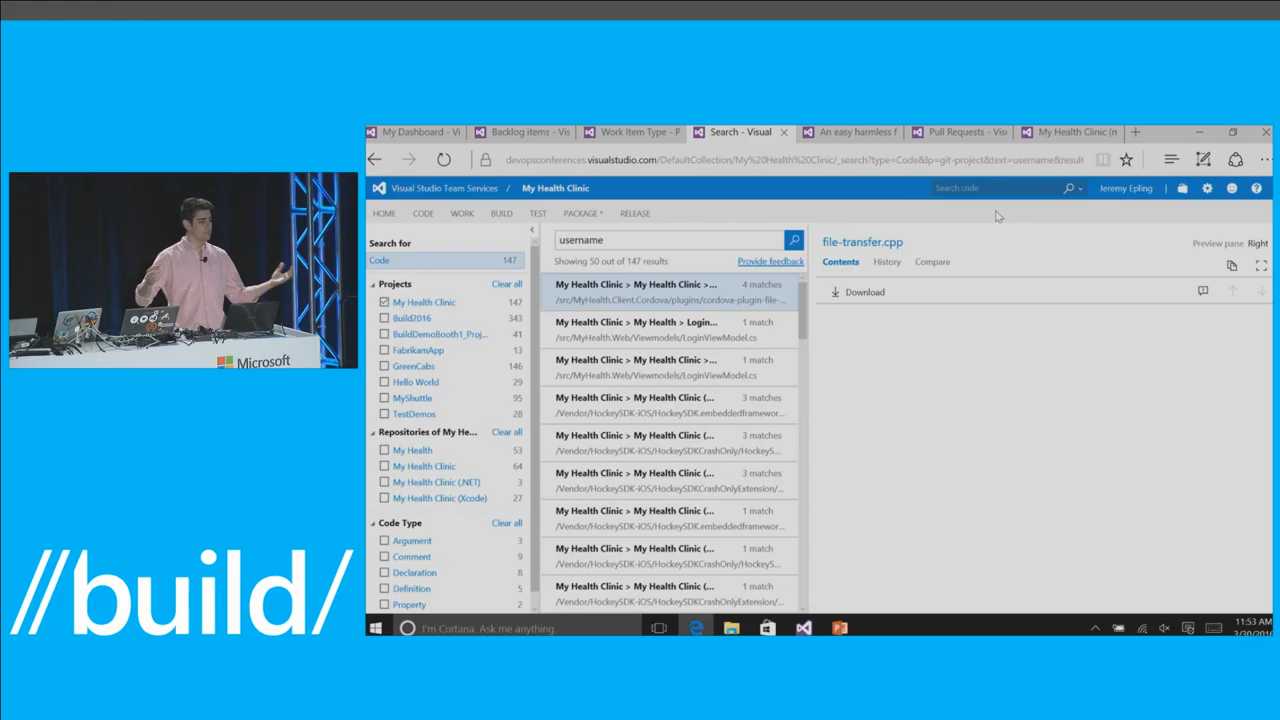 My Dashboard - Vi
Backlog items - Vis
Work Item Type - P
Search - Visual
An easy harmless f
Pull Requests - Visu
My Health Clinic (n
devopsconferences.visualstudio.com/DefaultCollection/My%20Health%20Clinic/_search?type=Code&dp=git-project&text=username&result
Visual Studio Team Services / My Health Clinic
Search code
Jeremy Epling
HOME CODE WORK BUILD TEST PACKAGE* RELEASE
Search for
Code 147
Projects Clear all
My Health Clinic 147
Build2016 343
BuildDemoBooth1_Proj... 41
FabrikamApp 13
GreenCabs 146
Hello World 29
MyShuttle 95
TestDemos 28
Repositories of My He... Clear all
My Health 53
My Health Clinic 64
My Health Clinic (.NET) 3
My Health Clinic (Xcode) 27
Code Type Clear all
Argument 3
Comment 9
Declaration 8
Definition 5
Property 2
username
Showing 50 out of 147 results
Provide feedback
My Health Clinic > My Health Clinic >... 4 matches
/src/MyHealth.Client.Cordova/plugins/cordova-plugin-file-...
My Health Clinic > My Health > Login... 1 match
/src/MyHealth.Web/Viewmodels/LoginViewModel.cs
My Health Clinic > My Health Clinic >... 1 match
/src/MyHealth.Web/Viewmodels/LoginViewModel.cs
My Health Clinic > My Health Clinic (... 3 matches
/Vendor/HockeySDK-iOS/HockeySDK.embeddedframewor...
My Health Clinic > My Health Clinic (... 3 matches
/Vendor/HockeySDK-iOS/HockeySDKCrashOnly/HockeyS...
My Health Clinic > My Health Clinic (... 3 matches
/Vendor/HockeySDK-iOS/HockeySDKCrashOnlyExtension/...
My Health Clinic > My Health Clinic (... 1 match
/Vendor/HockeySDK-iOS/HockeySDK.embeddedframewor...
My Health Clinic > My Health Clinic (... 1 match
/Vendor/HockeySDK-iOS/HockeySDKCrashOnly/HockeyS...
My Health Clinic > My Health Clinic (... 1 match
/Vendor/HockeySDK-iOS/HockeySDKCrashOnlyExtension/...
file-transfer.cpp
Preview pane Right
Contents History Compare
Download
I'm Cortana. Ask me anything.
11:53 AM
3/30/2016
Microsoft
//build/